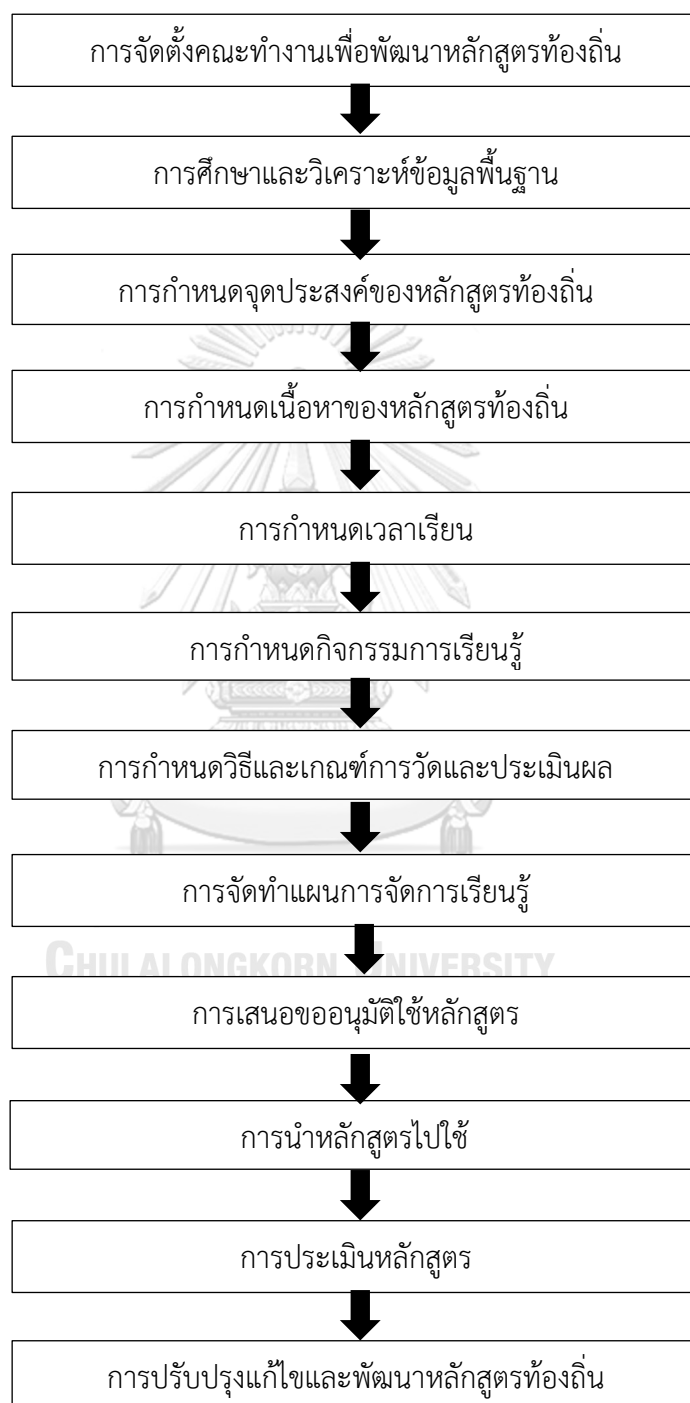 การจัดตั้งคณะทำงานเพื่อพัฒนาหลักสูตรท้องถิ่น
การศึกษาและวิเคราะห์ข้อมูลพื้นฐาน
การกำหนดจุดประสงค์ของหลักสูตรท้องถิ่น
การกำหนดเนื้อหาของหลักสูตรท้องถิ่น
การกำหนดเวลาเรียน
การกำหนดกิจกรรมการเรียนรู้
การกำหนดวิธีและเกณฑ์การวัดและประเมินผล
การจัดทำแผนการจัดการเรียนรู้
CHULALONGKORN UNIVERSITY
การเสนอขออนุมัติใช้หลักสูตร
การนำหลักสูตรไปใช้
การประเมินหลักสูตร
การปรับปรุงแก้ไขและพัฒนาหลักสูตรท้องถิ่น